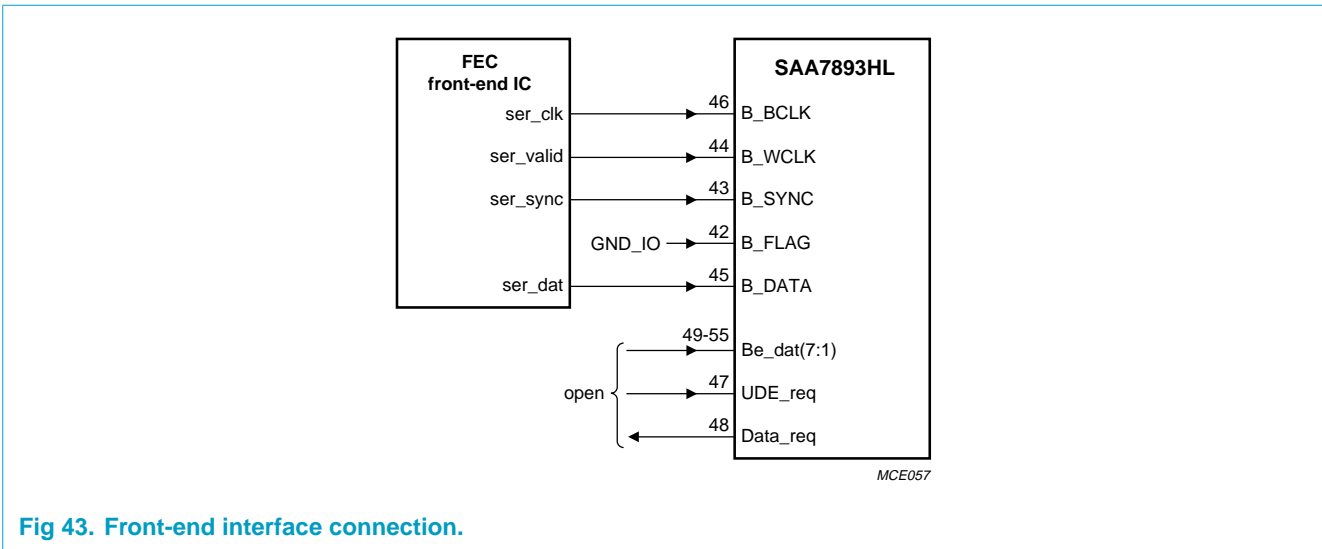 FEC
front-end IC
SAA7893HL
ser_clk 46 B_BCLK
ser_valid 44 B_WCLK
ser_sync 43 B_SYNC
GND_IO 42 B_FLAG
ser_dat 45 B_DATA
49-55 Be_dat(7:1)
open 47 UDE_req
48 Data_req
MCE057
Fig 43. Front-end interface connection.